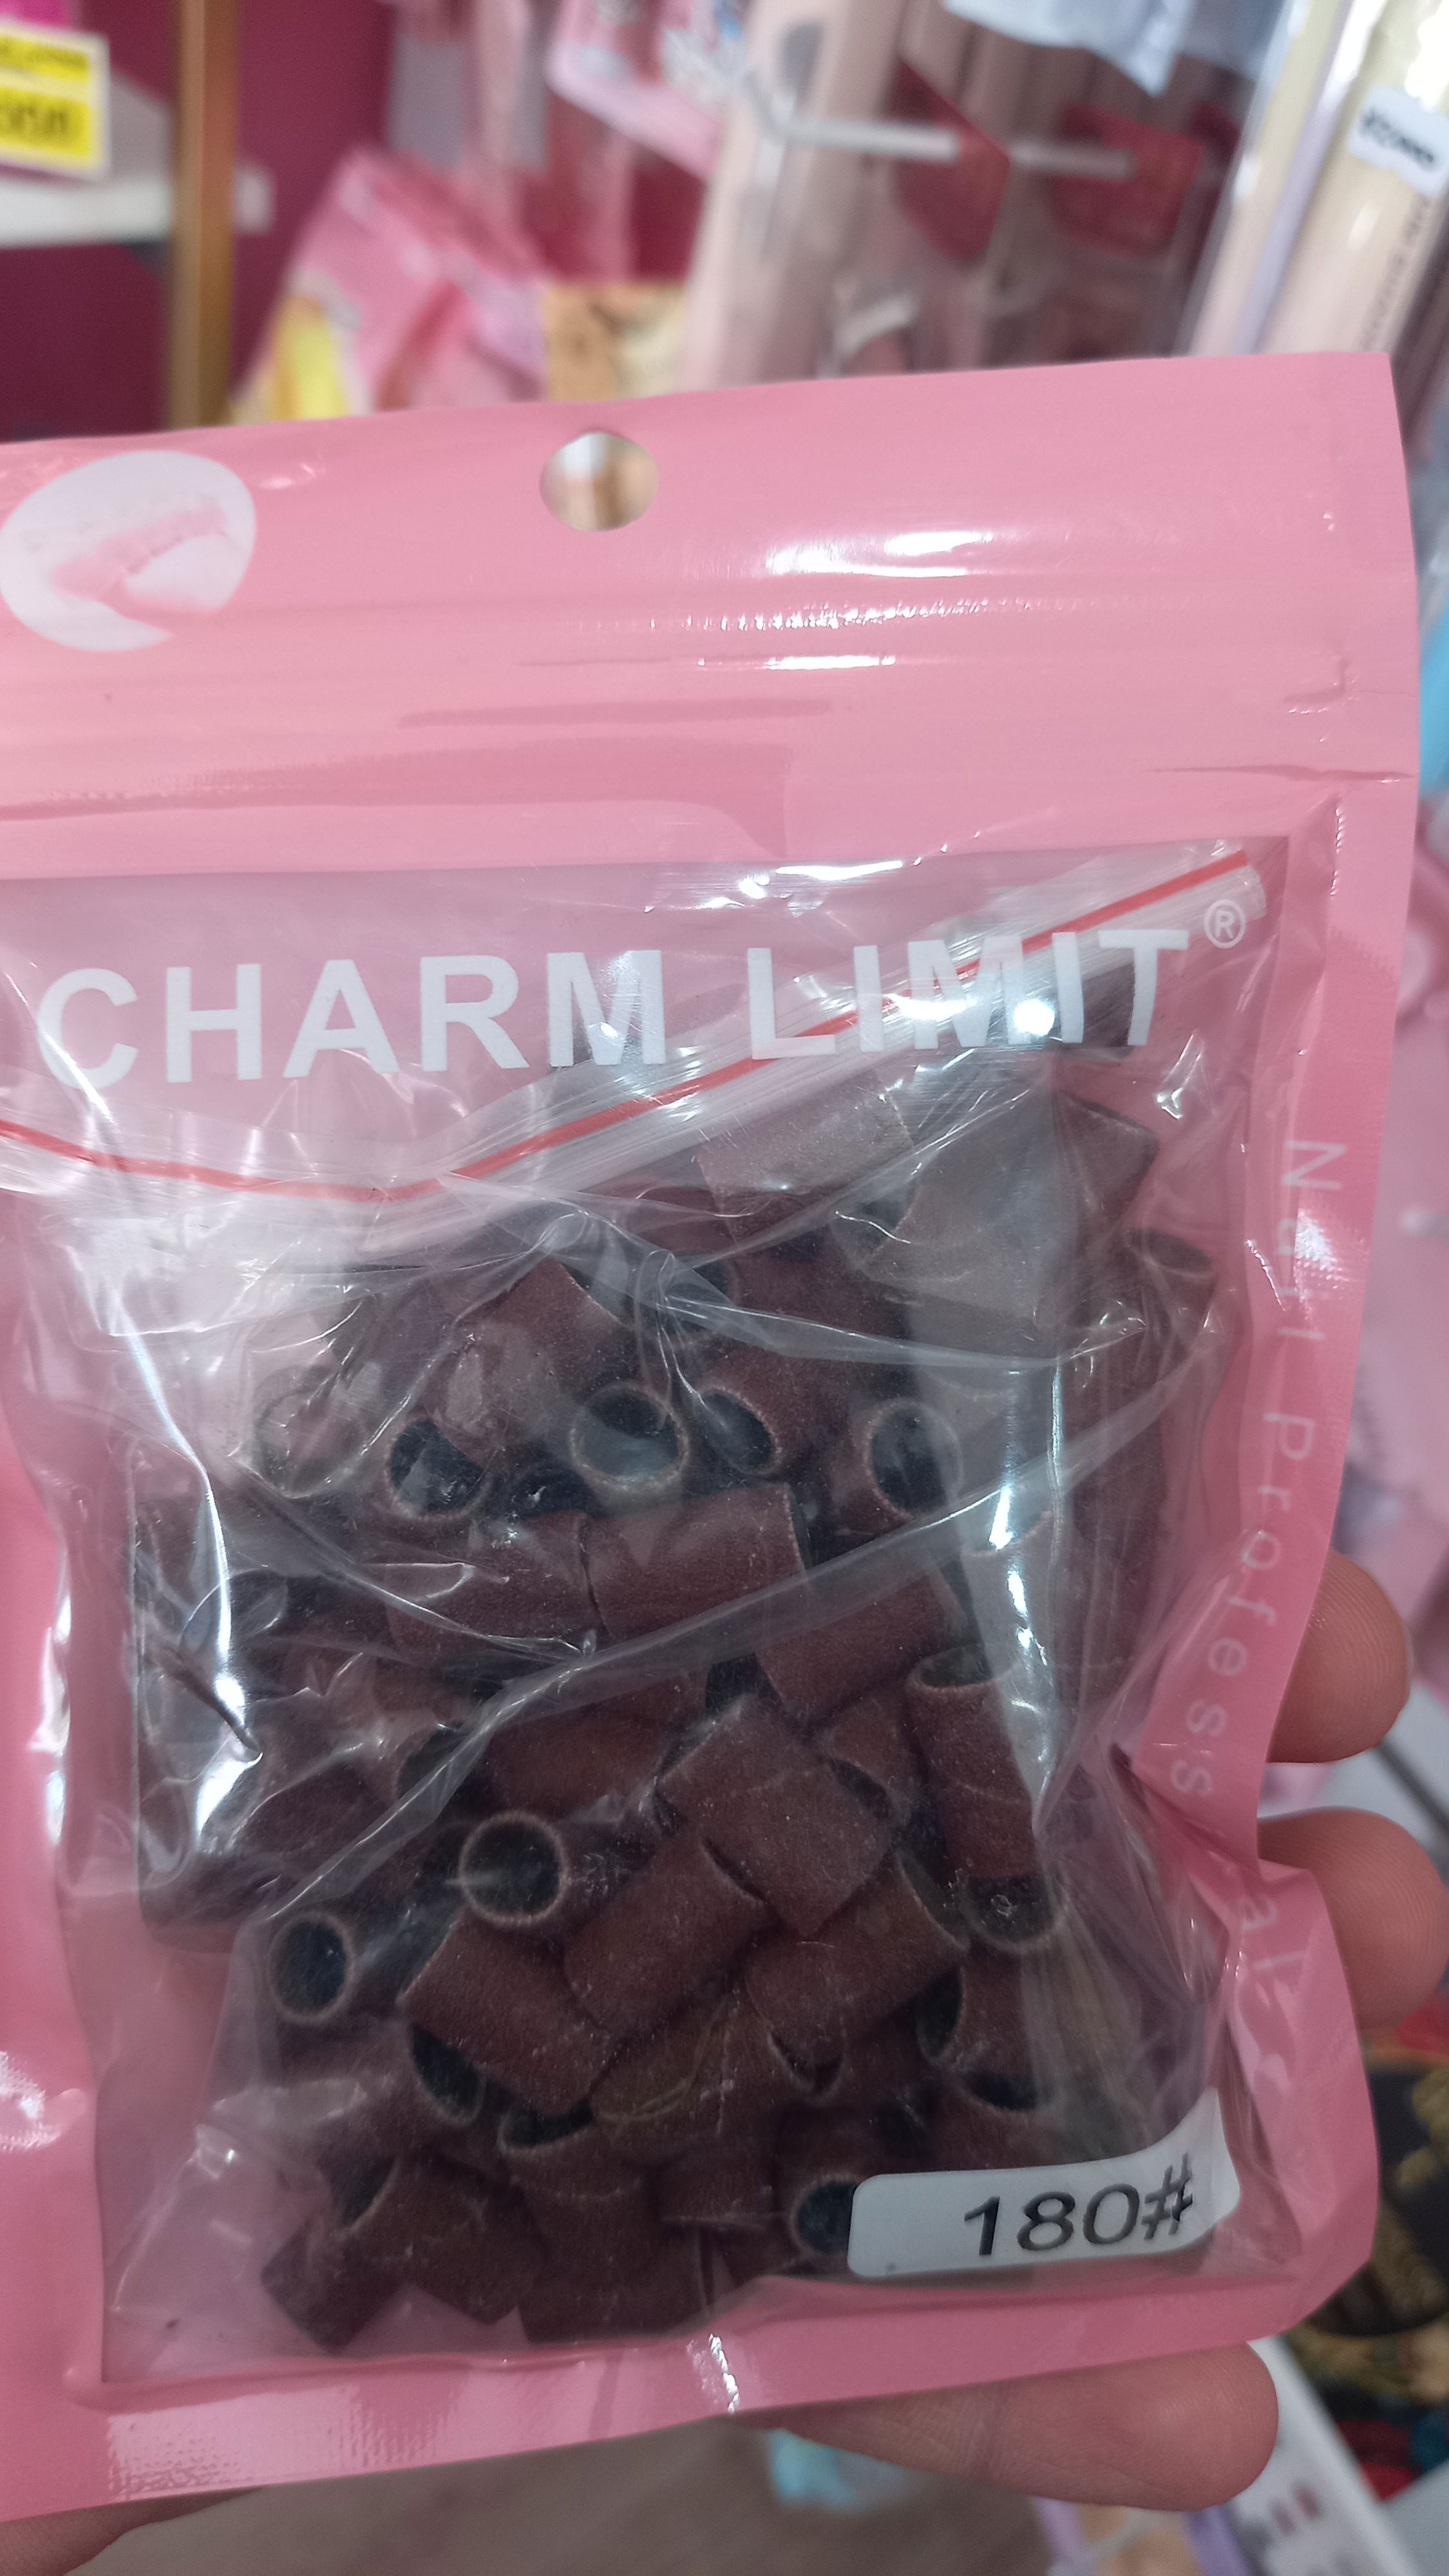 CHARM LIMIT®
Nail Professional
180#